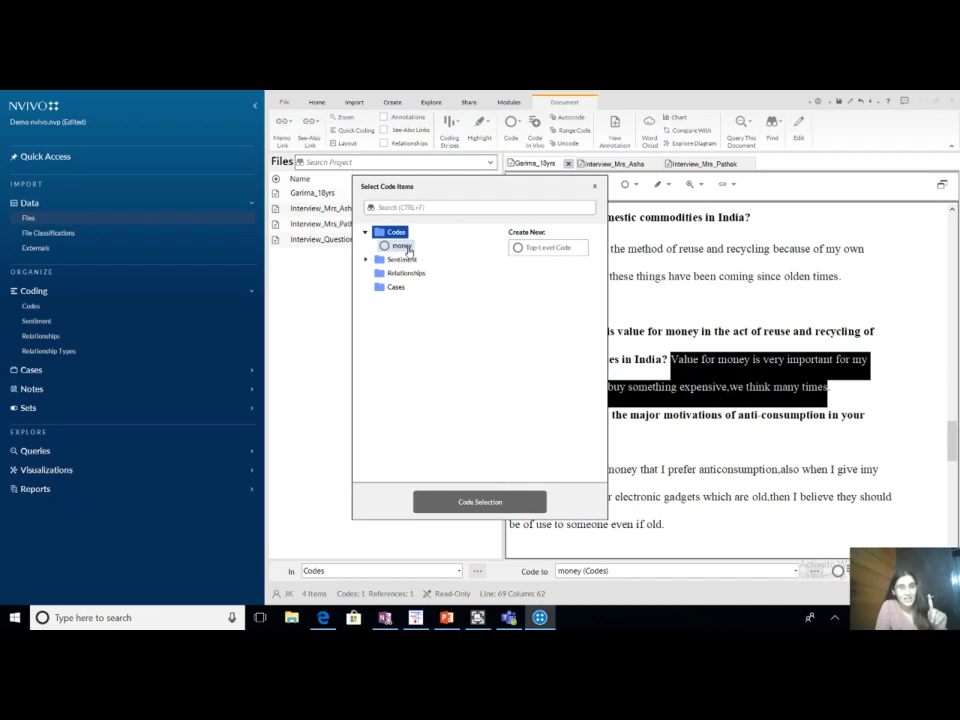 NVIVO
Demo nvivo.nvp (Edited)
Quick Access
IMPORT
Data
Files
File Classifications
Externals
ORGANIZE
Coding
Codes
Sentiment
Relationships
Relationship Types
Cases
Notes
Sets
EXPLORE
Queries
Visualizations
Reports
File Home Import Create Explore Share Modules Document
Memo Link
See-Also Link
Zoom
Quick Coding
Layout
Annotations
See-Also Links
Relationships
Coding Stripes
Highlight
Code
Code In Vivo
Autocode
Range Code
Uncode
New Annotation
Word Cloud
Chart
Compare With
Explore Diagram
Query This Document
Find
Edit
Files Search Project
Name
Garima_18yrs
Interview_Mrs_Ash
Interview_Mrs_Pat
Interview_Question
Garima_18yrs Interview_Mrs_Asha Interview_Mrs_Pathak
Select Code Items
Search (CTRL+F)
Codes
money
Sentiment
Relationships
Cases
Create New:
Top-Level Code
Code Selection
mestic commodities in India?
the method of reuse and recycling because of my own
these things have been coming since olden times.
is value for money in the act of reuse and recycling of
es in India? Value for money is very important for my
buy something expensive,we think many times.
the major motivations of anti-consumption in your
money that I prefer anticonsumption,also when I give imy
r electronic gadgets which are old,then I believe they should
be of use to someone even if old.
In Codes
Code to money (Codes)
JK 4 Items Codes: 1 References: 1 Read-Only Line: 69 Column: 62
Type here to search